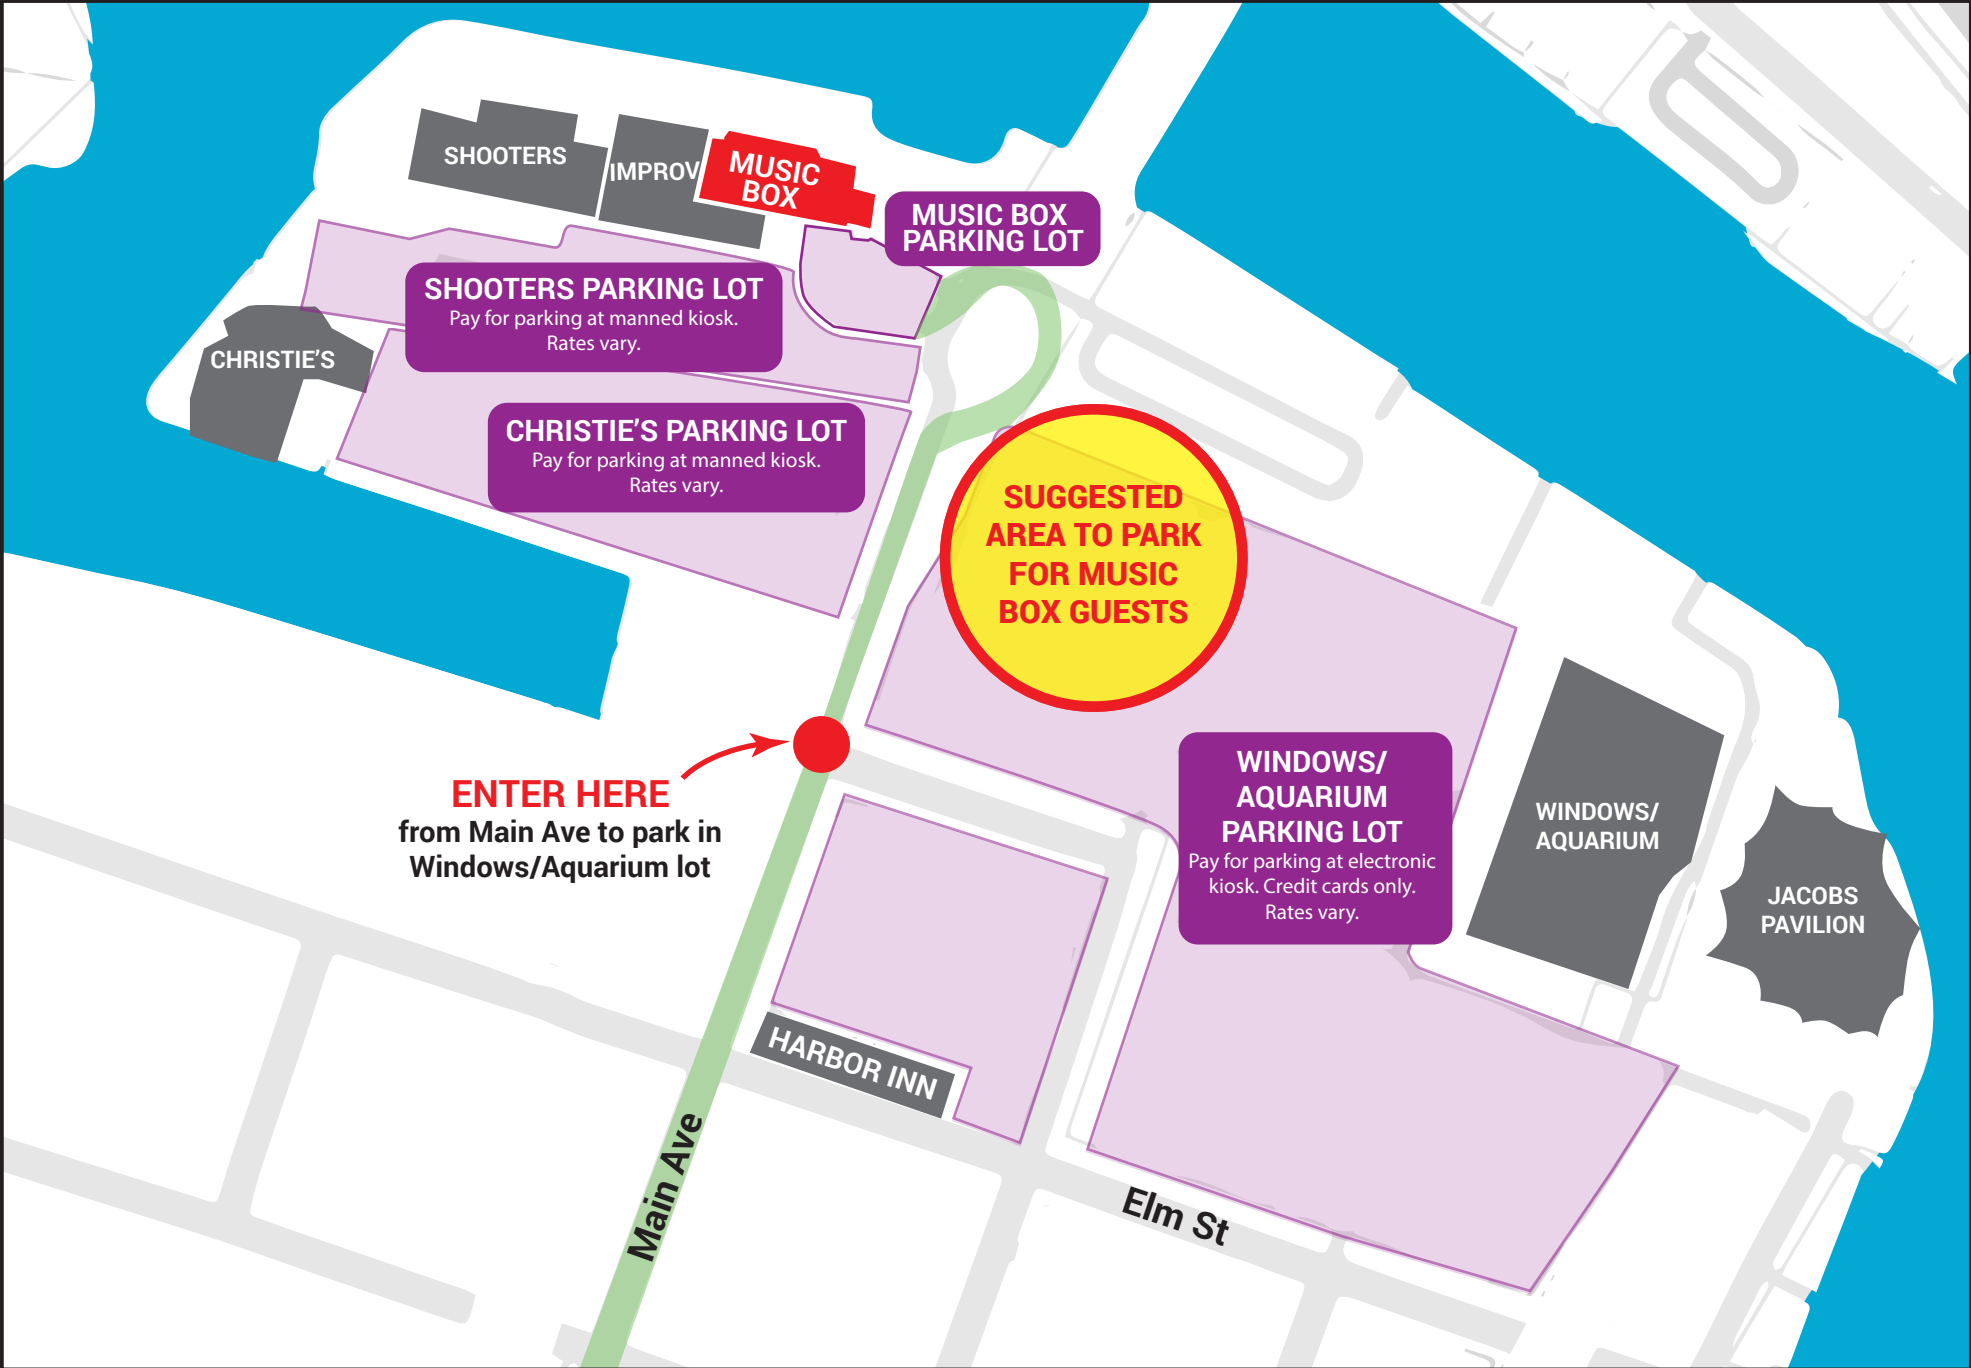 SHOOTERS
IMPROV
MUSIC
BOX
MUSIC BOX
PARKING LOT
SHOOTERS PARKING LOT
Pay for parking at manned kiosk.
Rates vary.
CHRISTIE'S
CHRISTIE'S PARKING LOT
Pay for parking at manned kiosk.
Rates vary.
SUGGESTED
AREA TO PARK
FOR MUSIC
BOX GUESTS
ENTER HERE
from Main Ave to park in
Windows/Aquarium lot
WINDOWS/
AQUARIUM
PARKING LOT
Pay for parking at electronic
kiosk. Credit cards only.
Rates vary.
WINDOWS/
AQUARIUM
JACOBS
PAVILION
HARBOR INN
Main Ave
Elm St